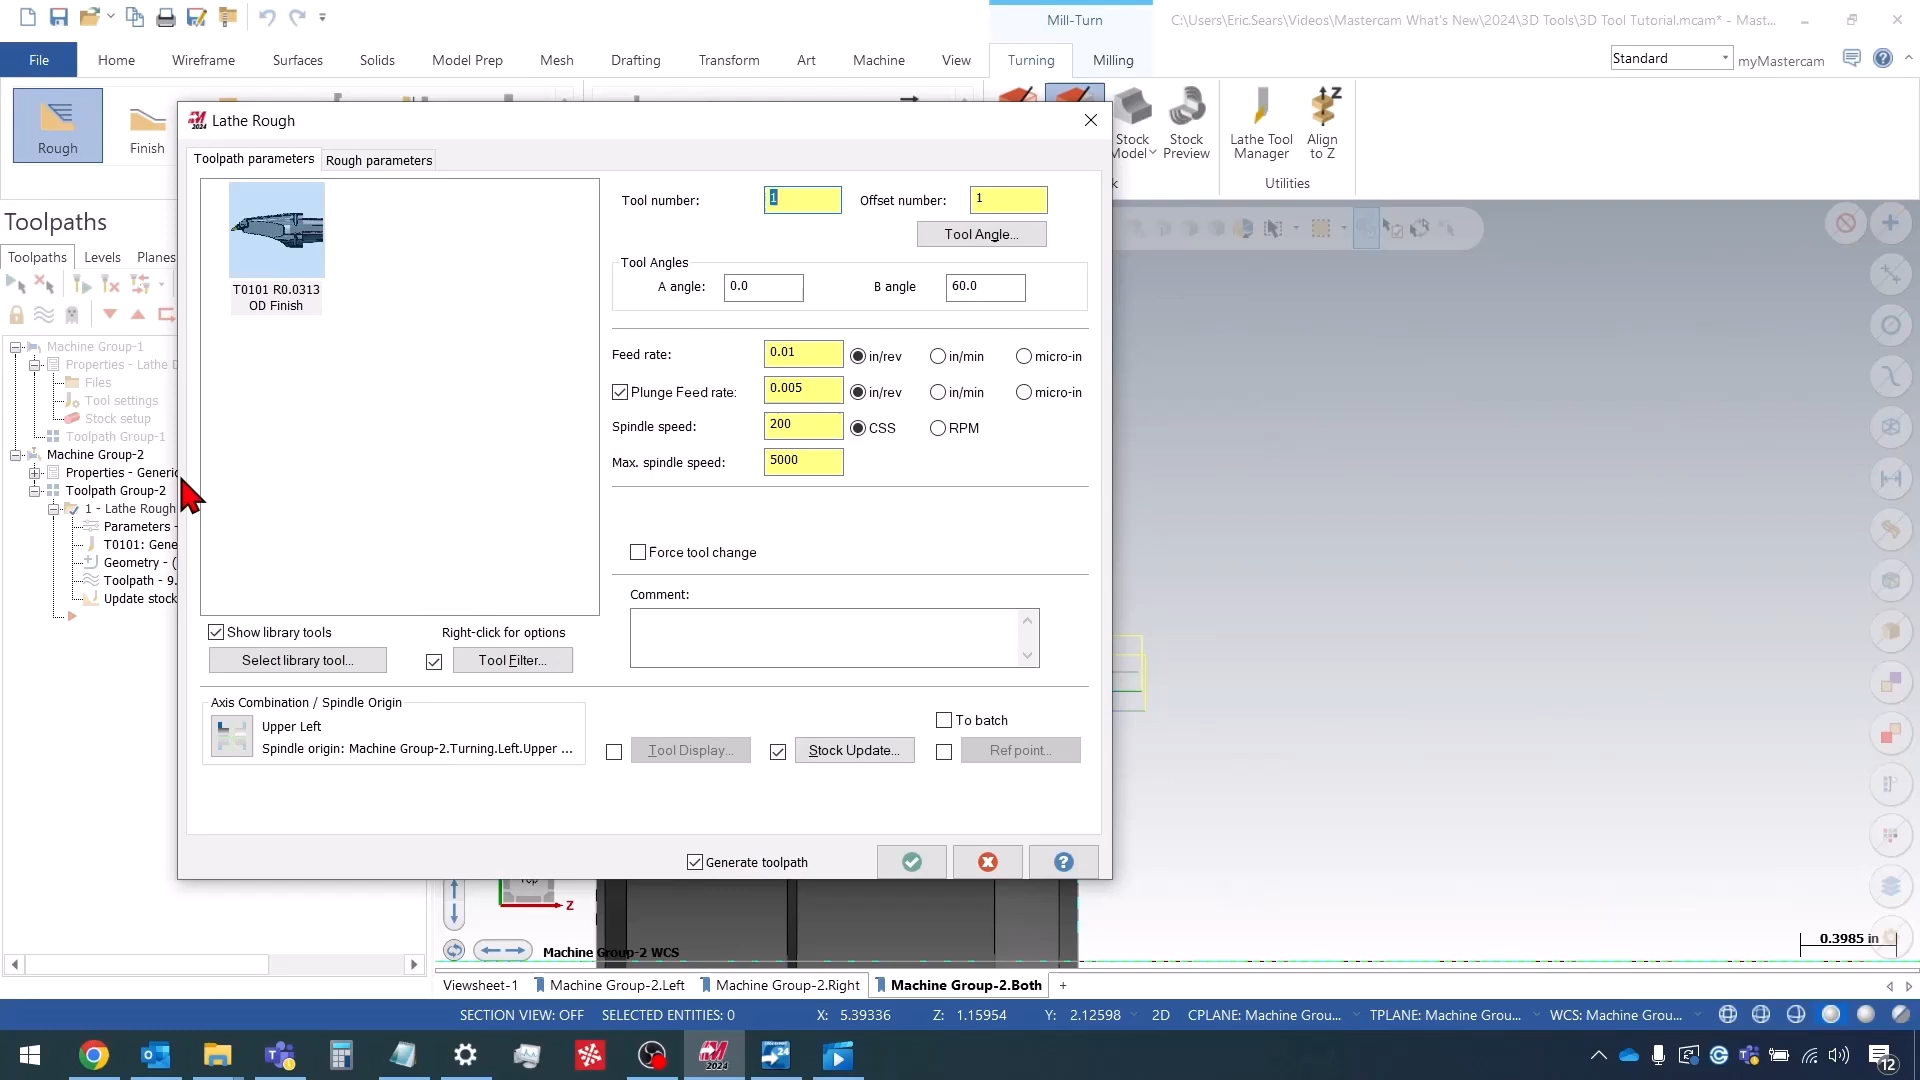 Mill-Turn
C:\Users\Eric.Sears\Videos\Mastercam What's New\2024\3D Tools\3D Tool Tutorial.mcam* - Mast...
File
Home
Wireframe
Surfaces
Solids
Model Prep
Mesh
Drafting
Transform
Art
Machine
View
Turning
Milling
Standard
myMastercam
Rough
Finish
Stock
Model
Stock
Preview
Lathe Tool
Manager
Align
to Z
Utilities
Lathe Rough
Toolpath parameters
Rough parameters
T0101 R0.0313
OD Finish
Tool number:
1
Offset number:
1
Tool Angle...
Tool Angles
A angle:
0.0
B angle
60.0
Feed rate:
0.01
in/rev
in/min
micro-in
Plunge Feed rate:
0.005
in/rev
in/min
micro-in
Spindle speed:
200
CSS
RPM
Max. spindle speed:
5000
Force tool change
Comment:
Show library tools
Right-click for options
Select library tool...
Tool Filter...
Axis Combination / Spindle Origin
Upper Left
Spindle origin: Machine Group-2.Turning.Left.Upper ...
To batch
Tool Display...
Stock Update...
Ref point...
Generate toolpath
Toolpaths
Toolpaths
Levels
Planes
Machine Group-1
Properties - Lathe D
Files
Tool settings
Stock setup
Toolpath Group-1
Machine Group-2
Properties - Generic
Toolpath Group-2
1 - Lathe Rough
Parameters -
T0101: Gene
Geometry - (
Toolpath - 9.
Update stock
Top
Z
Machine Group-2 WCS
0.3985 in
Viewsheet-1
Machine Group-2.Left
Machine Group-2.Right
Machine Group-2.Both
+
SECTION VIEW: OFF
SELECTED ENTITIES: 0
X: 5.39336
Z: 1.15954
Y: 2.12598
2D
CPLANE: Machine Grou...
TPLANE: Machine Grou...
WCS: Machine Grou...
2024
24
12